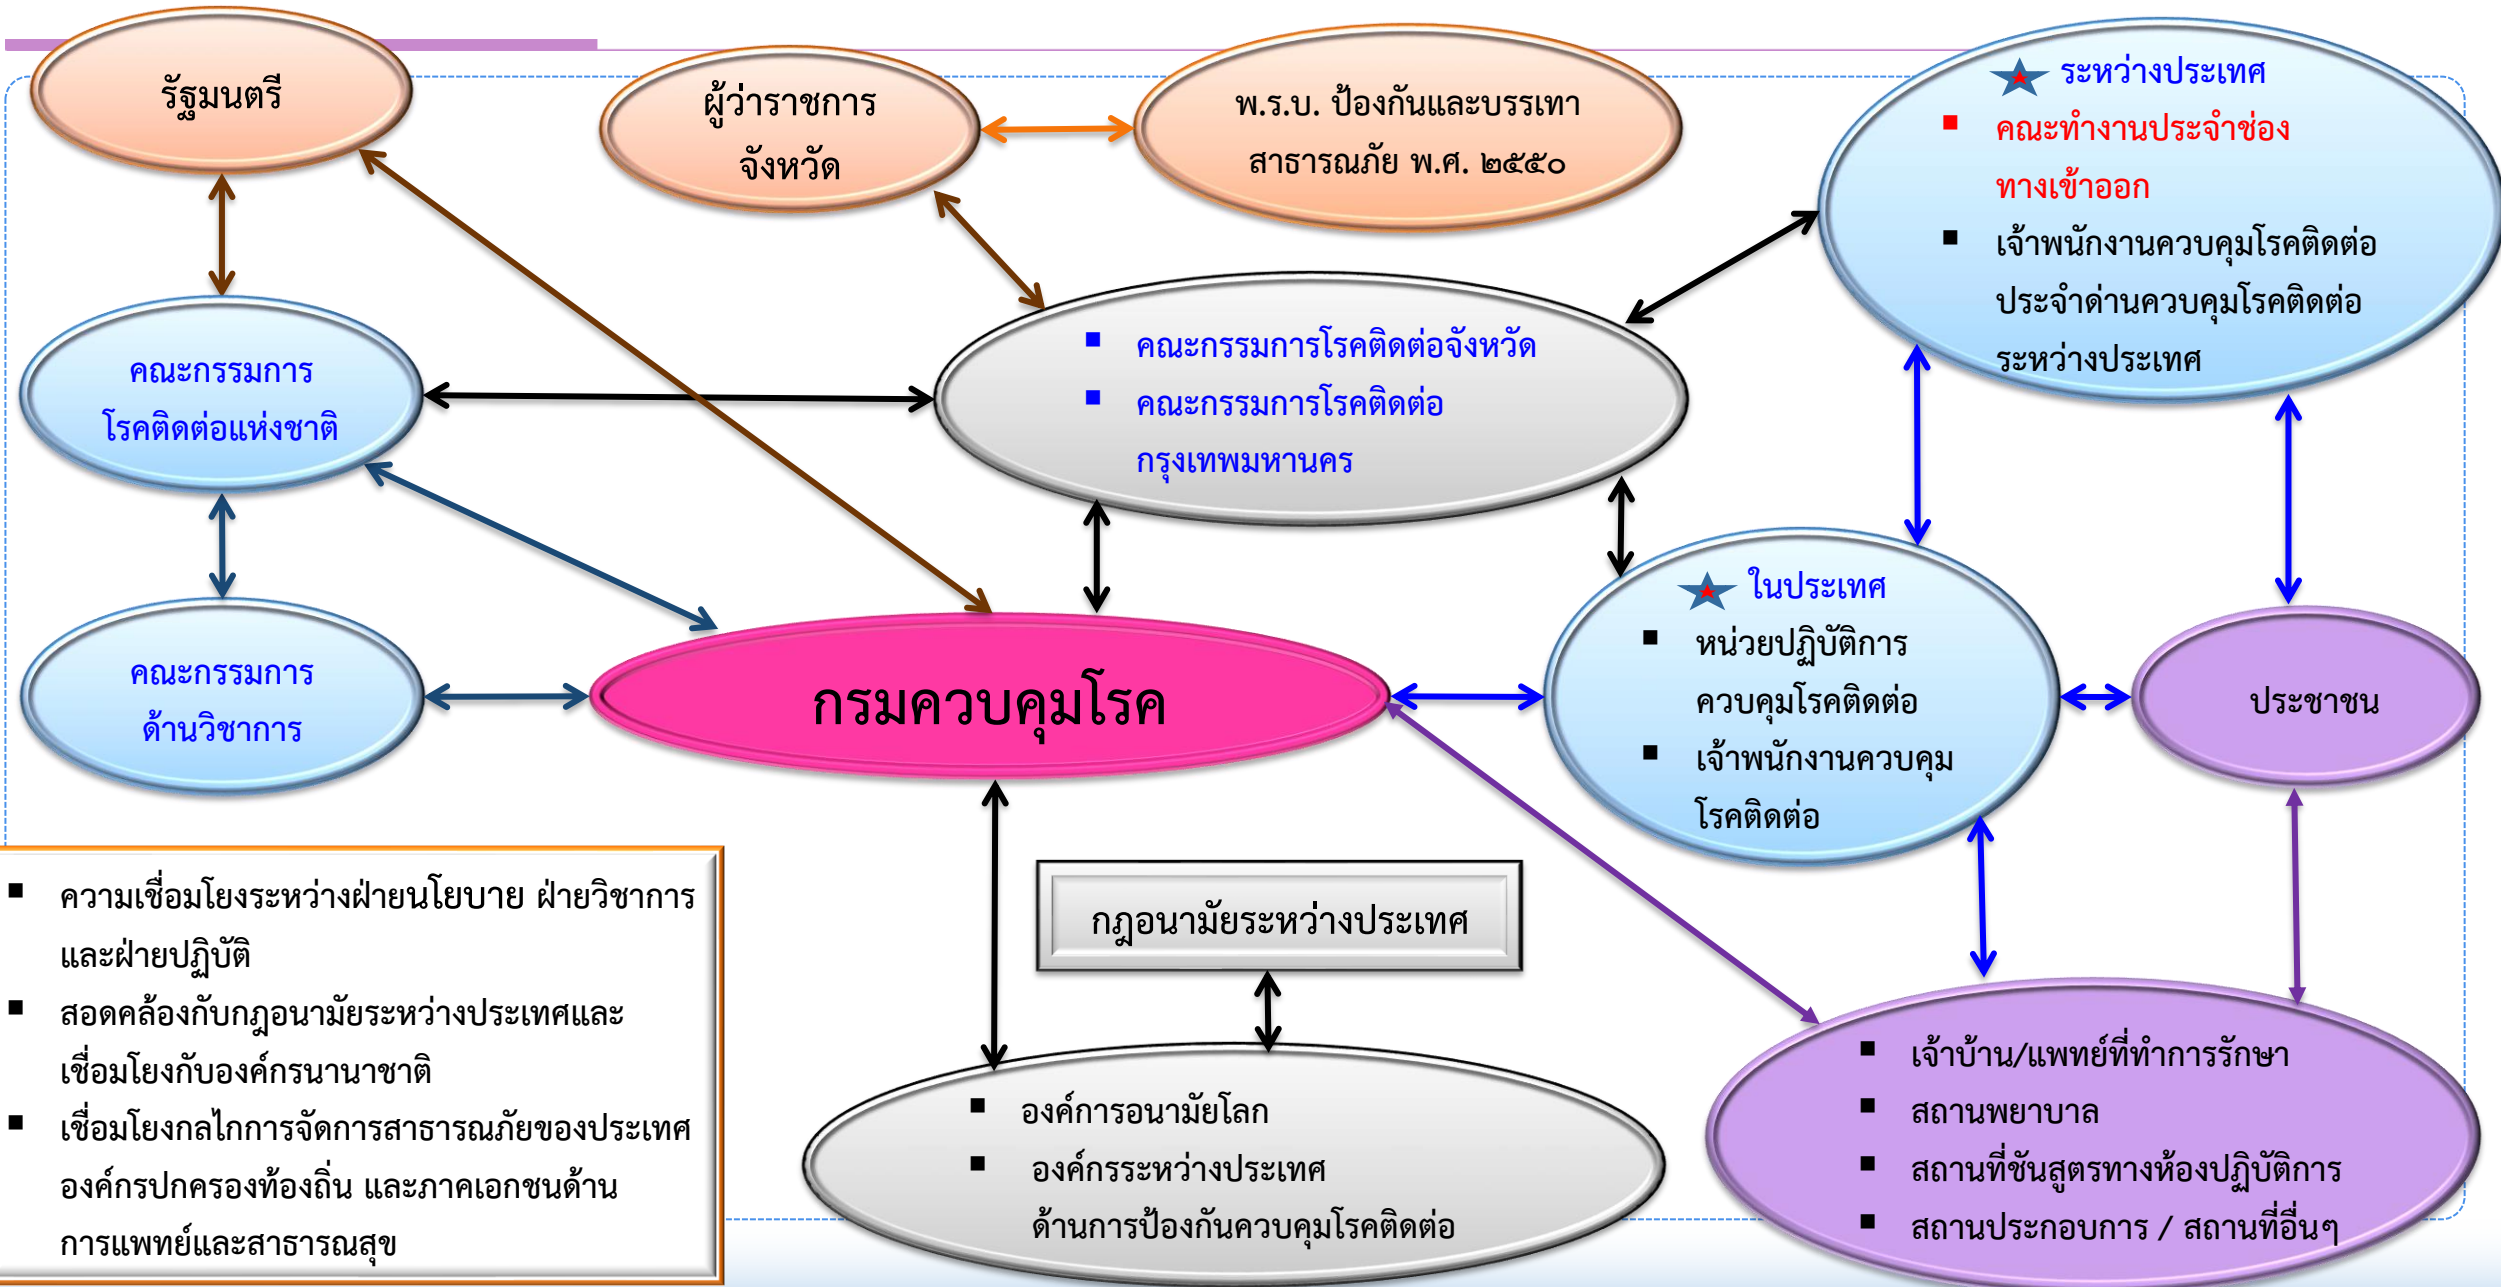 รัฐมนตรี
ผู้ว่าราชการ
จังหวัด
พ.ร.บ. ป้องกันและบรรเทา
สาธารณภัย พ.ศ. ๒๕๕๐
ระหว่างประเทศ
▪ คณะทำงานประจำช่อง
ทางเข้าออก
▪ เจ้าพนักงานควบคุมโรคติดต่อ
ประจำด่านควบคุมโรคติดต่อ
ระหว่างประเทศ
คณะกรรมการ
โรคติดต่อแห่งชาติ
▪ คณะกรรมการโรคติดต่อจังหวัด
▪ คณะกรรมการโรคติดต่อ
กรุงเทพมหานคร
คณะกรรมการ
ด้านวิชาการ
กรมควบคุมโรค
ในประเทศ
▪ หน่วยปฏิบัติการ
ควบคุมโรคติดต่อ
▪ เจ้าพนักงานควบคุม
โรคติดต่อ
ประชาชน
▪ ความเชื่อมโยงระหว่างฝ่ายนโยบาย ฝ่ายวิชาการ
และฝ่ายปฏิบัติ
▪ สอดคล้องกับกฎอนามัยระหว่างประเทศและ
เชื่อมโยงกับองค์กรนานาชาติ
▪ เชื่อมโยงกลไกการจัดการสาธารณภัยของประเทศ
องค์กรปกครองท้องถิ่น และภาคเอกชนด้าน
การแพทย์และสาธารณสุข
กฎอนามัยระหว่างประเทศ
▪ องค์การอนามัยโลก
▪ องค์กรระหว่างประเทศ
ด้านการป้องกันควบคุมโรคติดต่อ
▪ เจ้าบ้าน/แพทย์ที่ทำการรักษา
▪ สถานพยาบาล
▪ สถานที่ชันสูตรทางห้องปฏิบัติการ
▪ สถานประกอบการ / สถานที่อื่นๆ